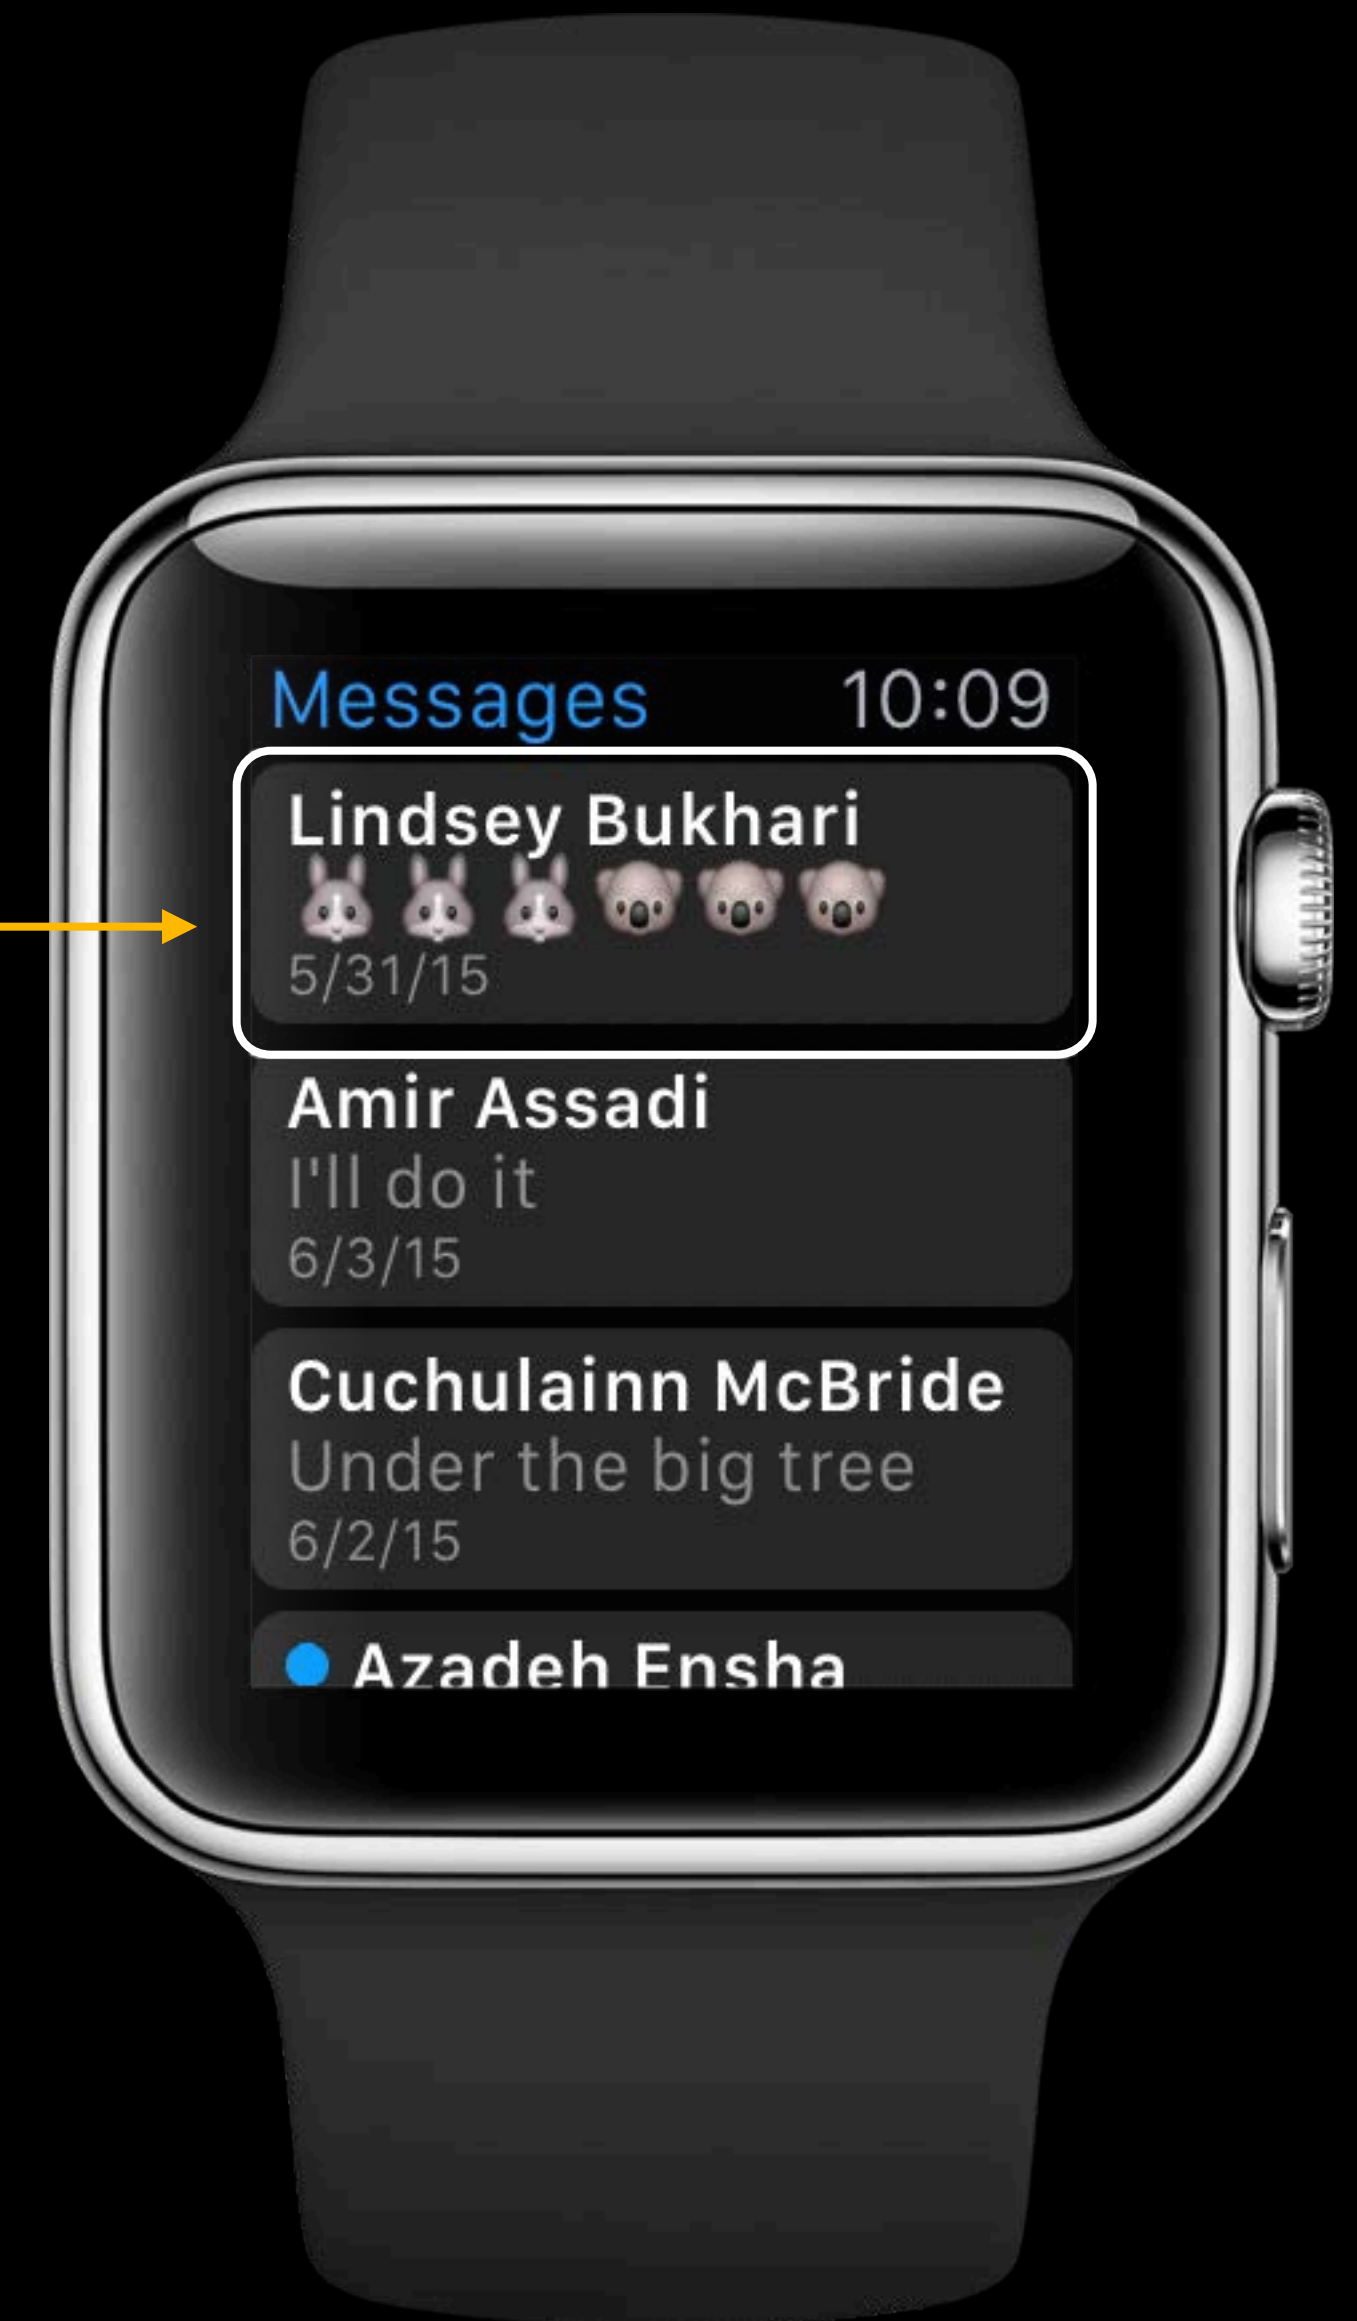 Messages 10:09
Lindsey Bukhari
🐰🐰🐰🐨🐨🐨
5/31/15
Amir Assadi
I'll do it
6/3/15
Cuchulainn McBride
Under the big tree
6/2/15
Azadeh Ensha